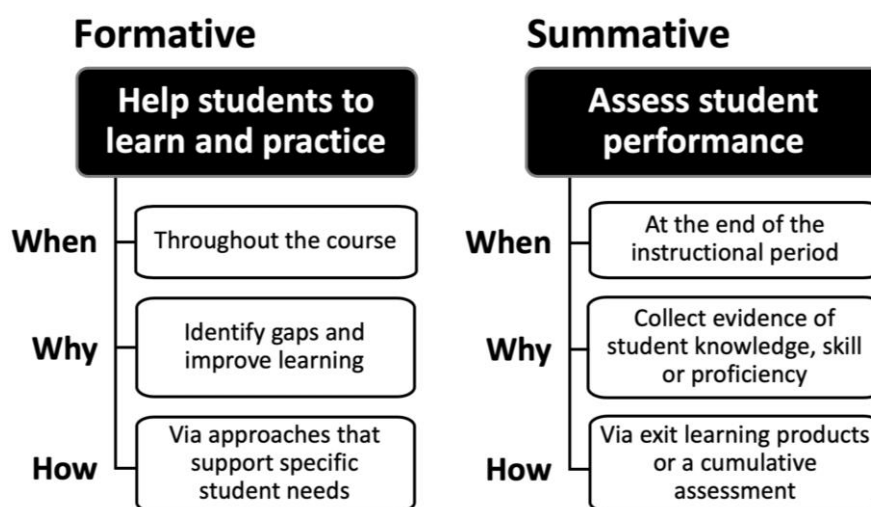 Formative
Help students to
learn and practice
When
Throughout the course
Why
Identify gaps and
improve learning
How
Via approaches that
support specific
student needs
Summative
Assess student
performance
When
At the end of the
instructional period
Why
Collect evidence of
student knowledge, skill
or proficiency
How
Via exit learning products
or a cumulative
assessment